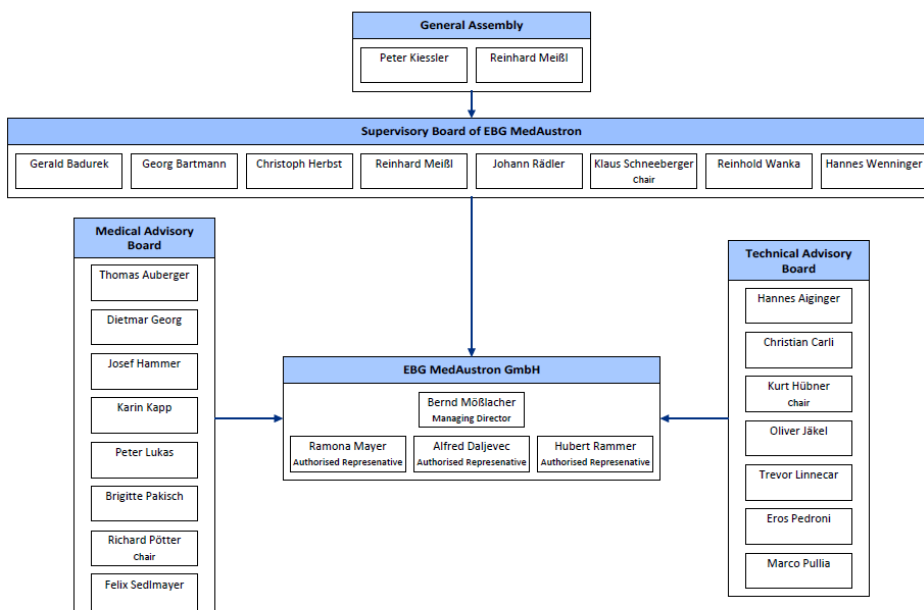 General Assembly
Peter Kiessler
Reinhard Meißl
Supervisory Board of EBG MedAustron
Gerald Badurek
Georg Bartmann
Christoph Herbst
Reinhard Meißl
Johann Rädler
Klaus Schneeberger
Chair
Reinhold Wanka
Hannes Wenninger
Medical Advisory
Board
Thomas Auberger
Dietmar Georg
Josef Hammer
Karin Kapp
Peter Lukas
Brigitte Pakisch
Richard Pötter
Chair
Felix Sedlmayer
EBG MedAustron GmbH
Bernd Mößlacher
Managing Director
Ramona Mayer
Authorised Represenative
Alfred Daljevec
Authorised Represenative
Hubert Rammer
Authorised Represenative
Technical Advisory
Board
Hannes Aiginger
Christian Carli
Kurt Hübner
Chair
Oliver Jäkel
Trevor Linnecar
Eros Pedroni
Marco Pullia